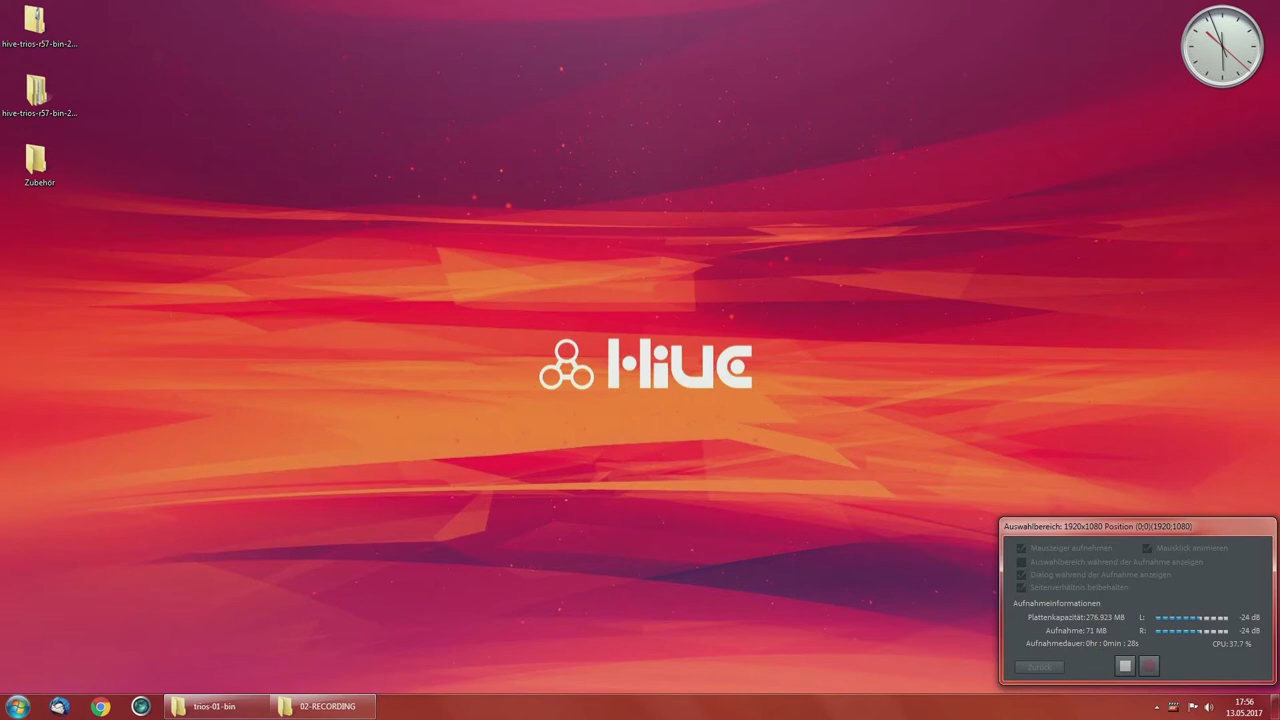 hive-trios-r57-bin-2...
hive-trios-r57-bin-2...
Zubehör
HIVE
Auswahlbereich: 1920x1080 Position (0;0)(1920;1080)
Mauszeiger aufnehmen
Mausklick animieren
Auswahlbereich während der Aufnahme anzeigen
Dialog während der Aufnahme anzeigen
Seitenverhältnis beibehalten
Aufnahmeinformationen
Plattenkapazität: 276.923 MB L: -24 dB
Aufnahme: 71 MB R: -24 dB
Aufnahmedauer: 0hr : 0min : 28s CPU: 37.7 %
Zurück
trios-01-bin
02-RECORDING
17:56
13.05.2017